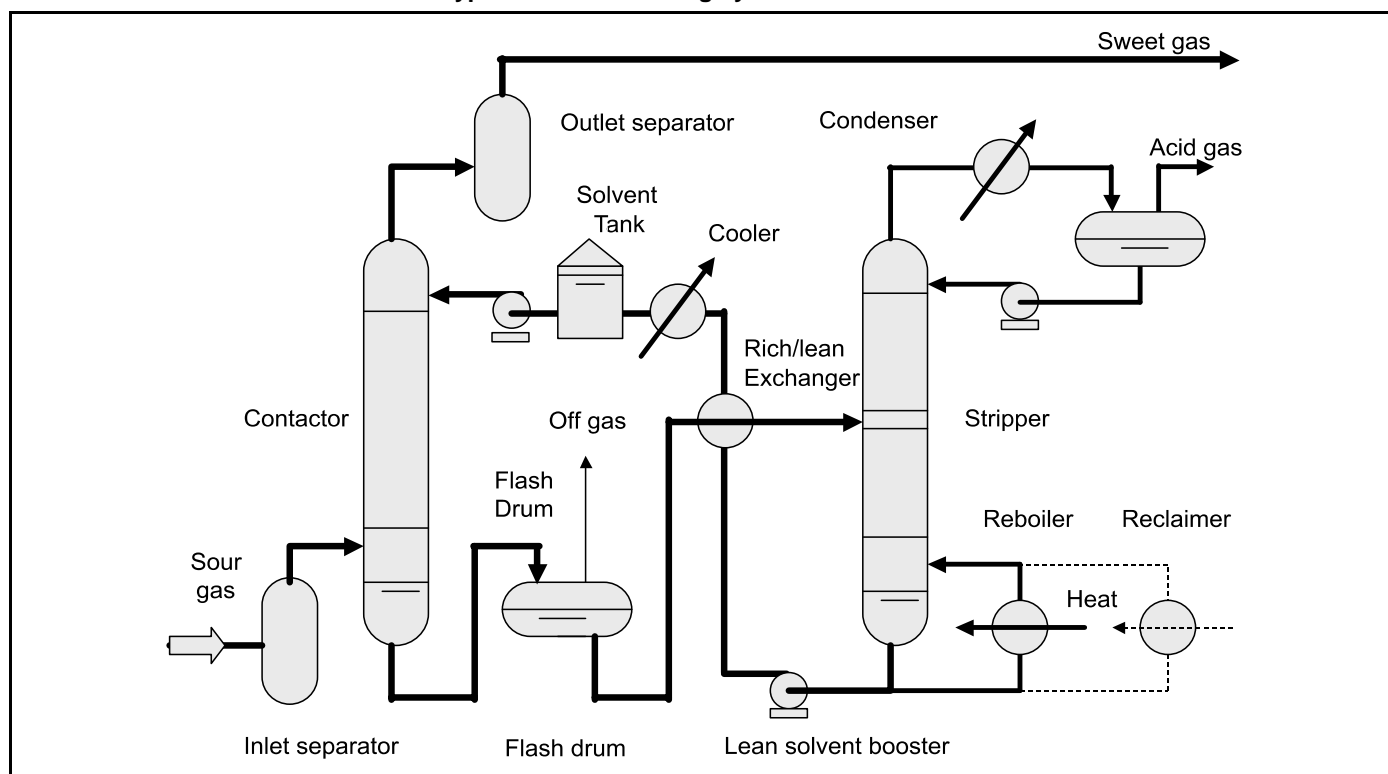 Sweet gas
Outlet separator
Condenser
Acid gas
Solvent
Tank
Cooler
Rich/lean
Exchanger
Contactor
Off gas
Stripper
Flash
Drum
Reboiler
Reclaimer
Sour
gas
Heat
Inlet separator
Flash drum
Lean solvent booster